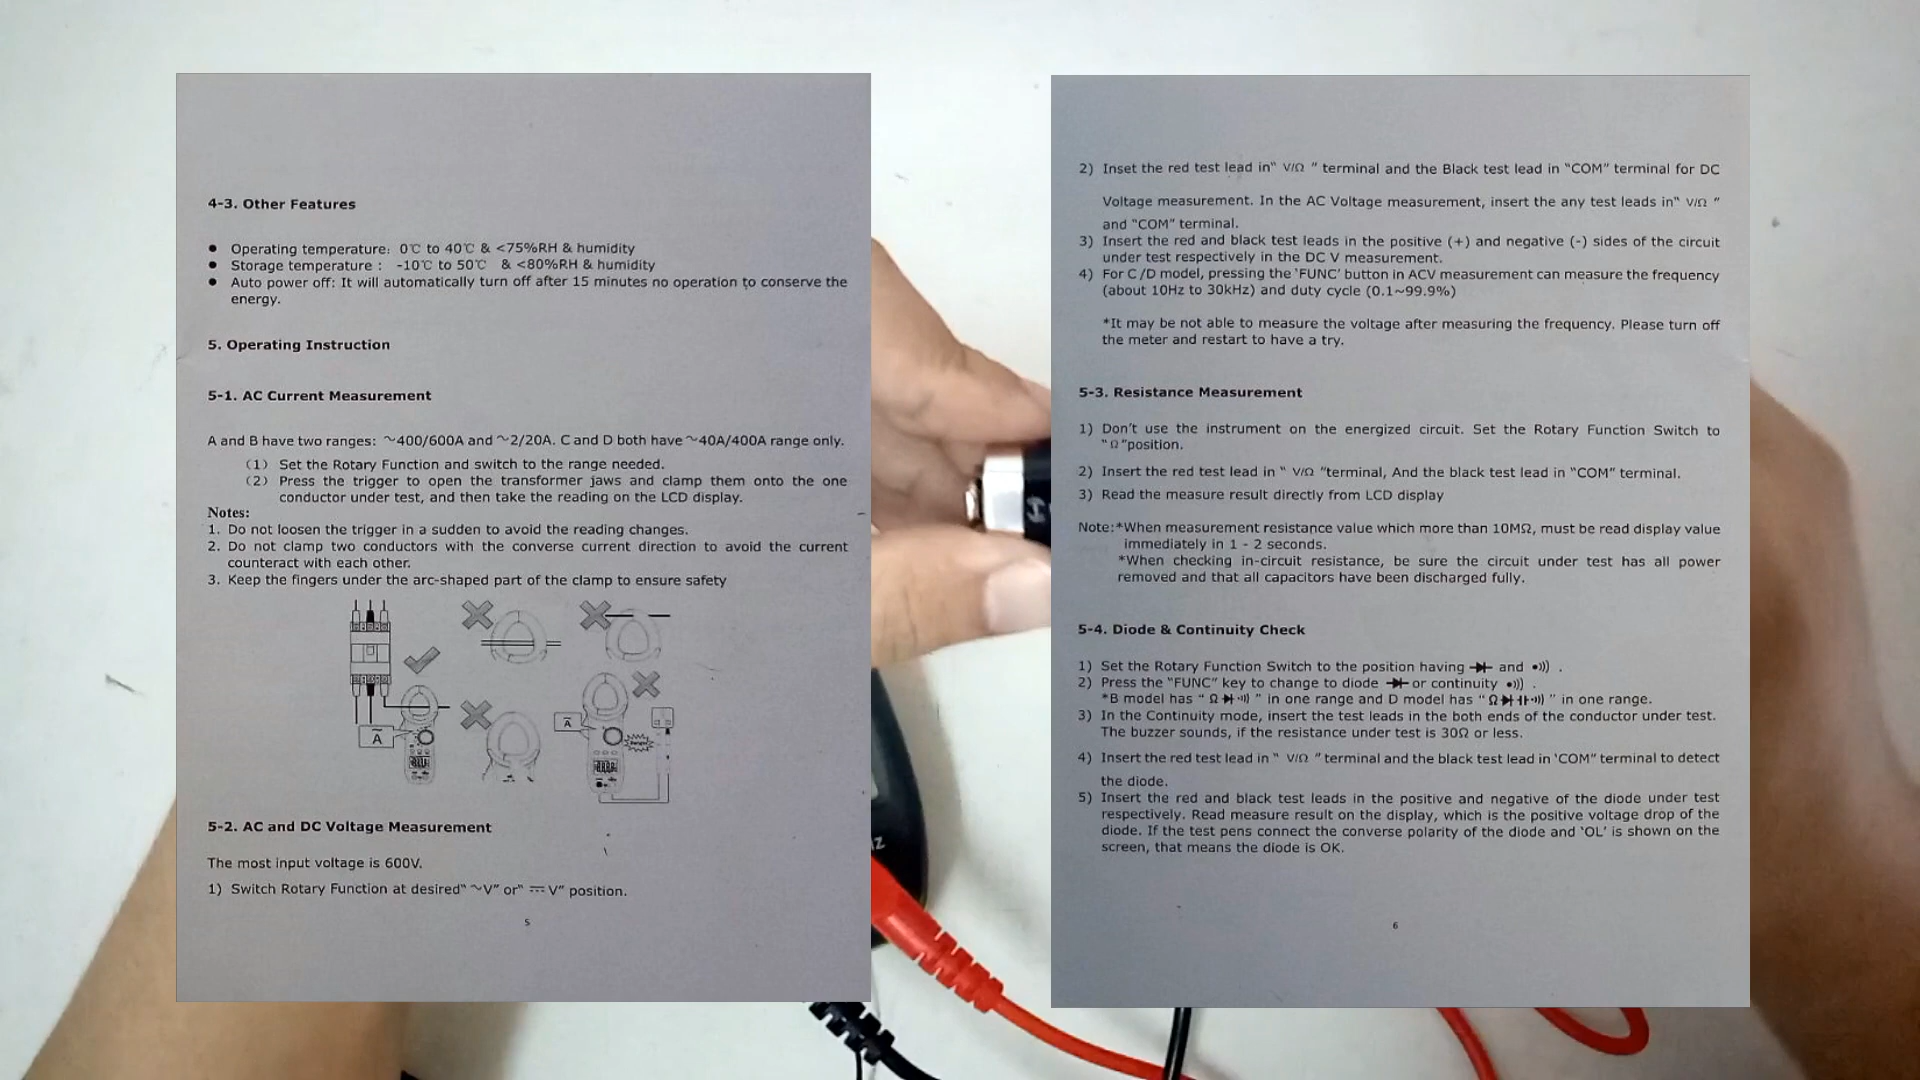 4-3. Other Features
● Operating temperature: 0℃ to 40℃ & <75%RH & humidity
● Storage temperature : -10℃ to 50℃ & <80%RH & humidity
● Auto power off: It will automatically turn off after 15 minutes no operation to conserve the
energy.
5. Operating Instruction
5-1. AC Current Measurement
A and B have two ranges: ~400/600A and ~2/20A. C and D both have ~40A/400A range only.
(1) Set the Rotary Function and switch to the range needed.
(2) Press the trigger to open the transformer jaws and clamp them onto the one
conductor under test, and then take the reading on the LCD display.
Notes:
1. Do not loosen the trigger in a sudden to avoid the reading changes.
2. Do not clamp two conductors with the converse current direction to avoid the current
counteract with each other.
3. Keep the fingers under the arc-shaped part of the clamp to ensure safety
A
A
5-2. AC and DC Voltage Measurement
The most input voltage is 600V.
1) Switch Rotary Function at desired" ~V" or" ⎓ V" position.
5
2) Inset the red test lead in" V/Ω " terminal and the Black test lead in "COM" terminal for DC
Voltage measurement. In the AC Voltage measurement, insert the any test leads in" V/Ω "
and "COM" terminal.
3) Insert the red and black test leads in the positive (+) and negative (-) sides of the circuit
under test respectively in the DC V measurement.
4) For C /D model, pressing the 'FUNC' button in ACV measurement can measure the frequency
(about 10Hz to 30kHz) and duty cycle (0.1~99.9%)
*It may be not able to measure the voltage after measuring the frequency. Please turn off
the meter and restart to have a try.
5-3. Resistance Measurement
1) Don't use the instrument on the energized circuit. Set the Rotary Function Switch to
"Ω"position.
2) Insert the red test lead in " V/Ω "terminal, And the black test lead in "COM" terminal.
3) Read the measure result directly from LCD display
Note:*When measurement resistance value which more than 10MΩ, must be read display value
immediately in 1 - 2 seconds.
*When checking in-circuit resistance, be sure the circuit under test has all power
removed and that all capacitors have been discharged fully.
5-4. Diode & Continuity Check
1) Set the Rotary Function Switch to the position having and •))) .
2) Press the "FUNC" key to change to diode or continuity •))) .
*B model has " Ω •))) " in one range and D model has " Ω •))) " in one range.
3) In the Continuity mode, insert the test leads in the both ends of the conductor under test.
The buzzer sounds, if the resistance under test is 30Ω or less.
4) Insert the red test lead in " V/Ω " terminal and the black test lead in 'COM" terminal to detect
the diode.
5) Insert the red and black test leads in the positive and negative of the diode under test
respectively. Read measure result on the display, which is the positive voltage drop of the
diode. If the test pens connect the converse polarity of the diode and 'OL' is shown on the
screen, that means the diode is OK.
6